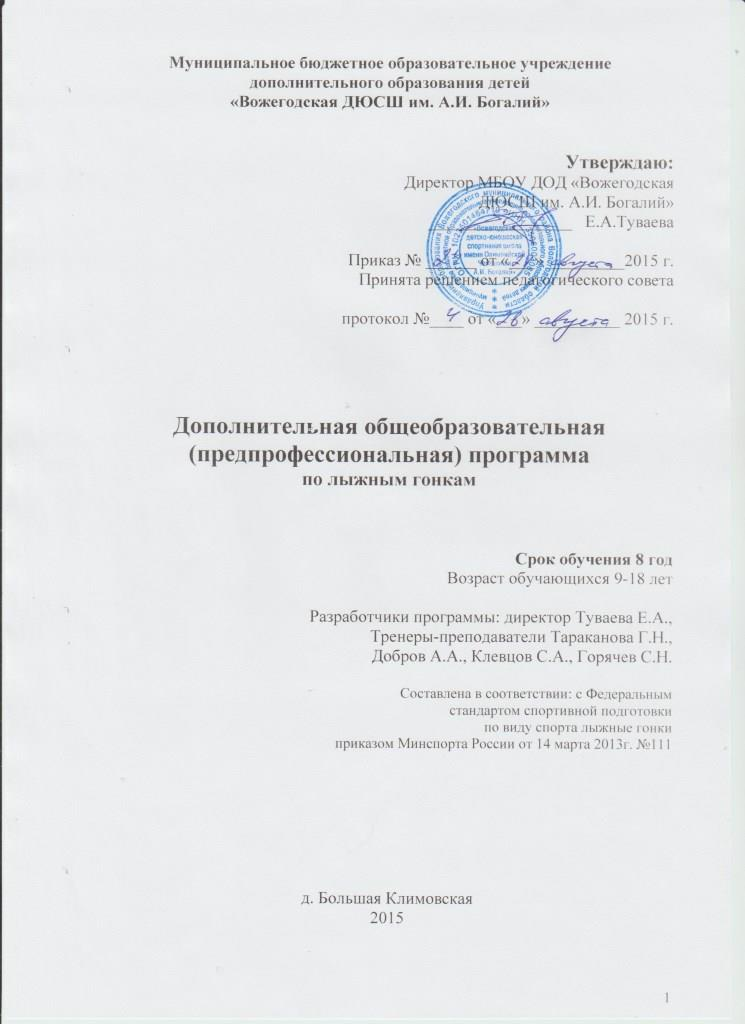 Муниципальное бюджетное образовательное учреждение
дополнительного образования детей
«Вожегодская ДЮСШ им. А.И. Богалий»
Утверждаю:
Директор МБОУ ДОД «Вожегодская
ДЮСШ им. А.И. Богалий»
Е.А.Туваева
Приказ № от « » августа 2015 г.
Принята решением педагогического совета
протокол № 4 от «26» августа 2015 г.
Дополнительная общеобразовательная
(предпрофессиональная) программа
по лыжным гонкам
Срок обучения 8 год
Возраст обучающихся 9-18 лет
Разработчики программы: директор Туваева Е.А.,
Тренеры-преподаватели Тараканова Г.Н.,
Добров А.А., Клевцов С.А., Горячев С.Н.
Составлена в соответствии: с Федеральным
стандартом спортивной подготовки
по виду спорта лыжные гонки
приказом Минспорта России от 14 марта 2013г. №111
д. Большая Климовская
2015
1